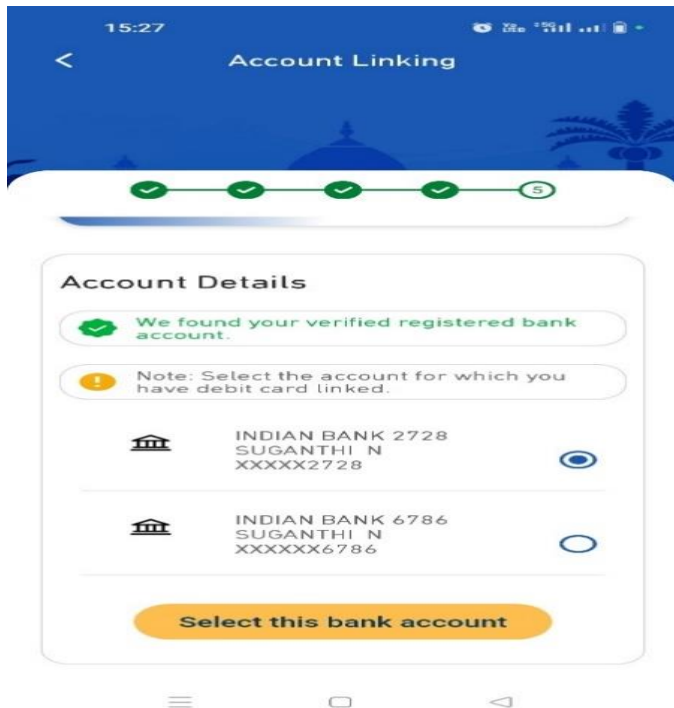 15:27
Account Linking
5
Account Details
We found your verified registered bank
account.
Note: Select the account for which you
have debit card linked.
INDIAN BANK 2728
SUGANTHI N
XXXXX2728
INDIAN BANK 6786
SUGANTHI N
XXXXXX6786
Select this bank account